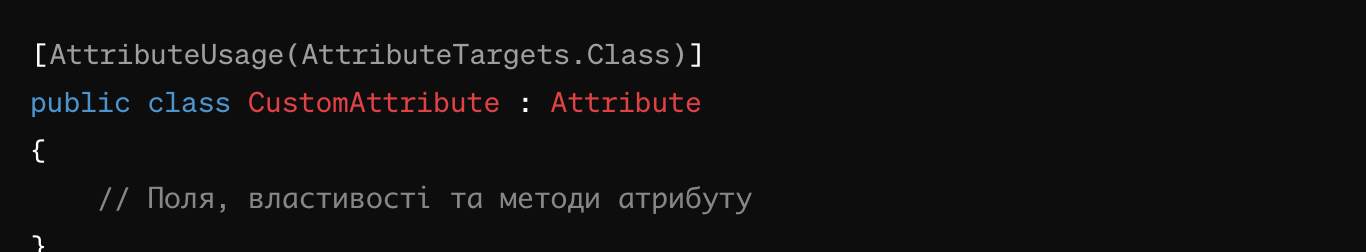 [AttributeUsage(AttributeTargets.Class)]
public class CustomAttribute : Attribute
{
    // Поля, властивості та методи атрибуту
}